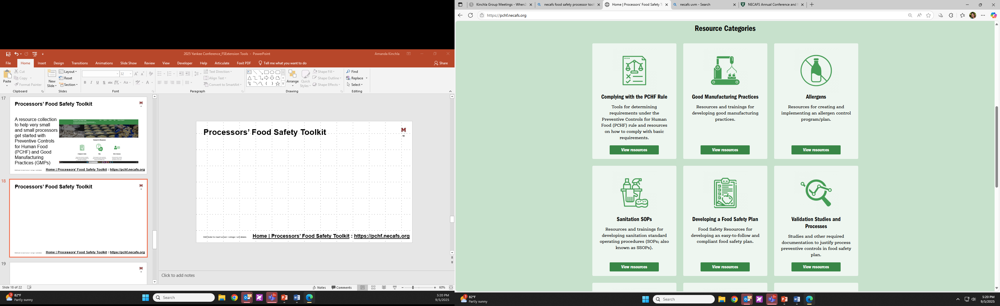 2025 Yankee Conference_FSExtension Tools - PowerPoint
Amanda Kinchla
File Home Insert Design Transitions Animations Slide Show Review View Developer Help Articulate Foxit PDF Tell me what you want to do Share
Paste
Cut
Copy
Format Painter
Clipboard
New
Slide
Layout
Reset
Section
Slides
32
Font
Text Direction
Align Text
Convert to SmartArt
Paragraph
Arrange
Quick
Styles
Shape Fill
Shape Outline
Shape Effects
Drawing
Find
Replace
Select
Editing
17
Processors' Food Safety Toolkit
A resource collection
to help very small
and small processors
get started with
Preventive Controls
for Human Food
(PCHF) and Good
Manufacturing
Practices (GMPs)
Home | Processors' Food Safety Toolkit : https://pchf.necafs.org
18
Processors' Food Safety Toolkit
Home | Processors' Food Safety Toolkit : https://pchf.necafs.org
19
Processors' Food Safety Toolkit
M
18
Edit footer to insert school / college / unit details
Home | Processors' Food Safety Toolkit : https://pchf.necafs.org
Click to add notes
Slide 18 of 22
Notes Comments
60%
3
82°F
Partly sunny
Search
9+
5:20 PM
9/5/2025
Kinchla Group Meetings - When2
necafs food safety processor tool
Home | Processors' Food Safety T
necafs uvm - Search
NECAFS Annual Conference and
https://pchf.necafs.org
Resource Categories
Complying with the PCHF Rule
Tools for determining
requirements under the
Preventive Controls for Human
Food (PCHF) rule and resources
on how to comply with basic
requirements.
View resources
Good Manufacturing Practices
Resources and trainings for
developing good manufacturing
practices.
View resources
Allergens
Resources for creating and
implementing an allergen control
program/plan.
View resources
Sanitation SOPs
Resources and trainings for
developing sanitation standard
operating procedures (SOPs; also
known as SSOPs).
View resources
Developing a Food Safety Plan
Food Safety Resources for
developing an easy-to-follow and
compliant food safety plan.
View resources
Validation Studies and
Processes
Studies and other required
documentation to justify process
preventive controls in food safety
plan.
View resources
3
82°F
Partly sunny
Search
9+
5:20 PM
9/5/2025